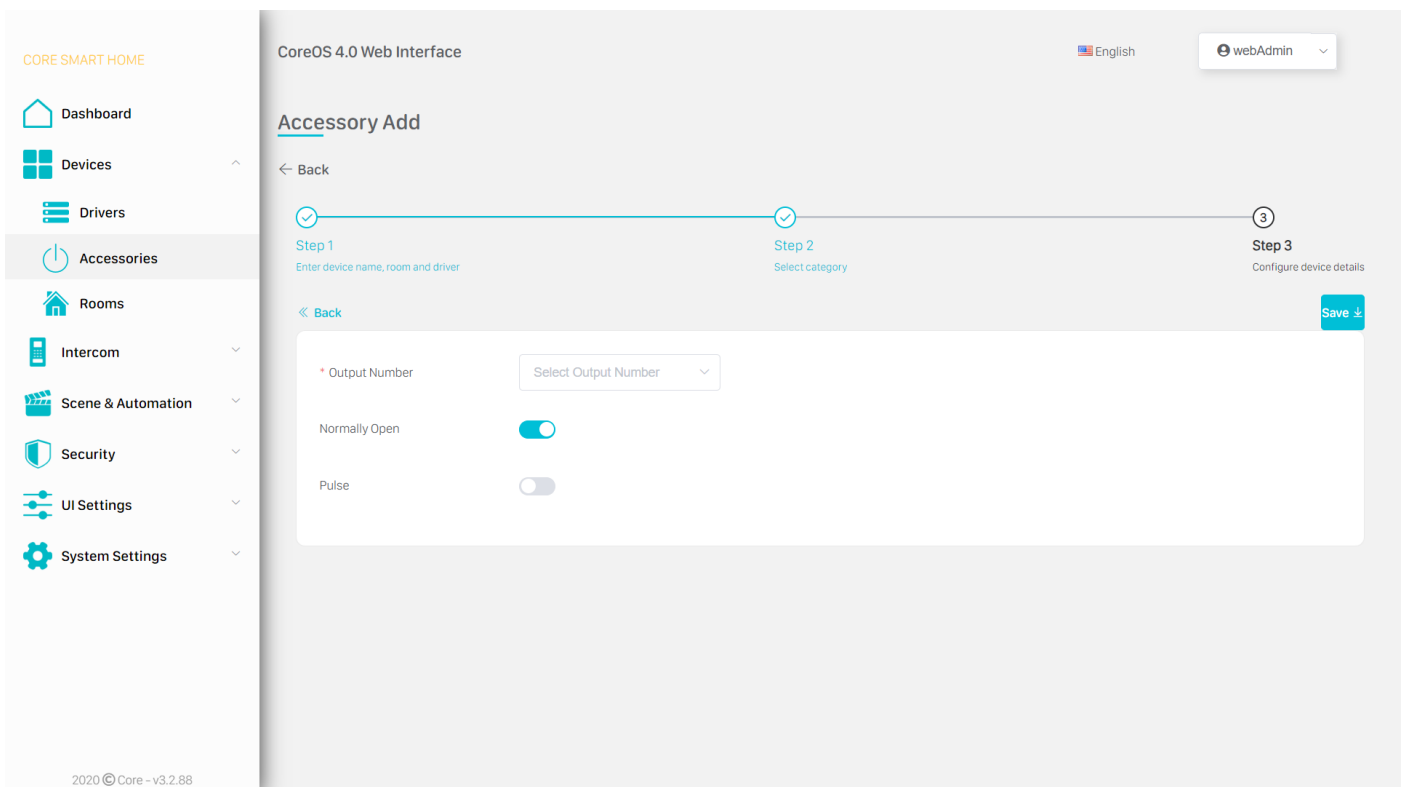 CORE SMART HOME
Dashboard
Devices
Drivers
Accessories
Rooms
Intercom
Scene & Automation
Security
UI Settings
System Settings
2020 © Core - v3.2.88
CoreOS 4.0 Web Interface
English
webAdmin
Accessory Add
← Back
Step 1
Enter device name, room and driver
Step 2
Select category
3
Step 3
Configure device details
« Back
Save
* Output Number
Select Output Number
Normally Open
Pulse